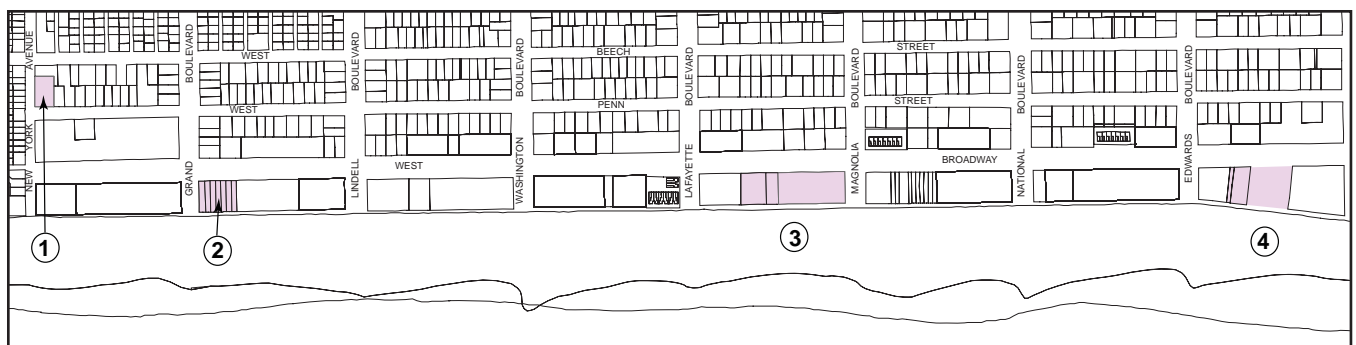 NEW YORK AVENUE
GRAND BOULEVARD
LINDELL BOULEVARD
WASHINGTON BOULEVARD
LAFAYETTE BOULEVARD
MAGNOLIA BOULEVARD
NATIONAL BOULEVARD
EDWARDS BOULEVARD
WEST BEECH STREET
WEST PENN STREET
WEST BROADWAY
1
2
3
4